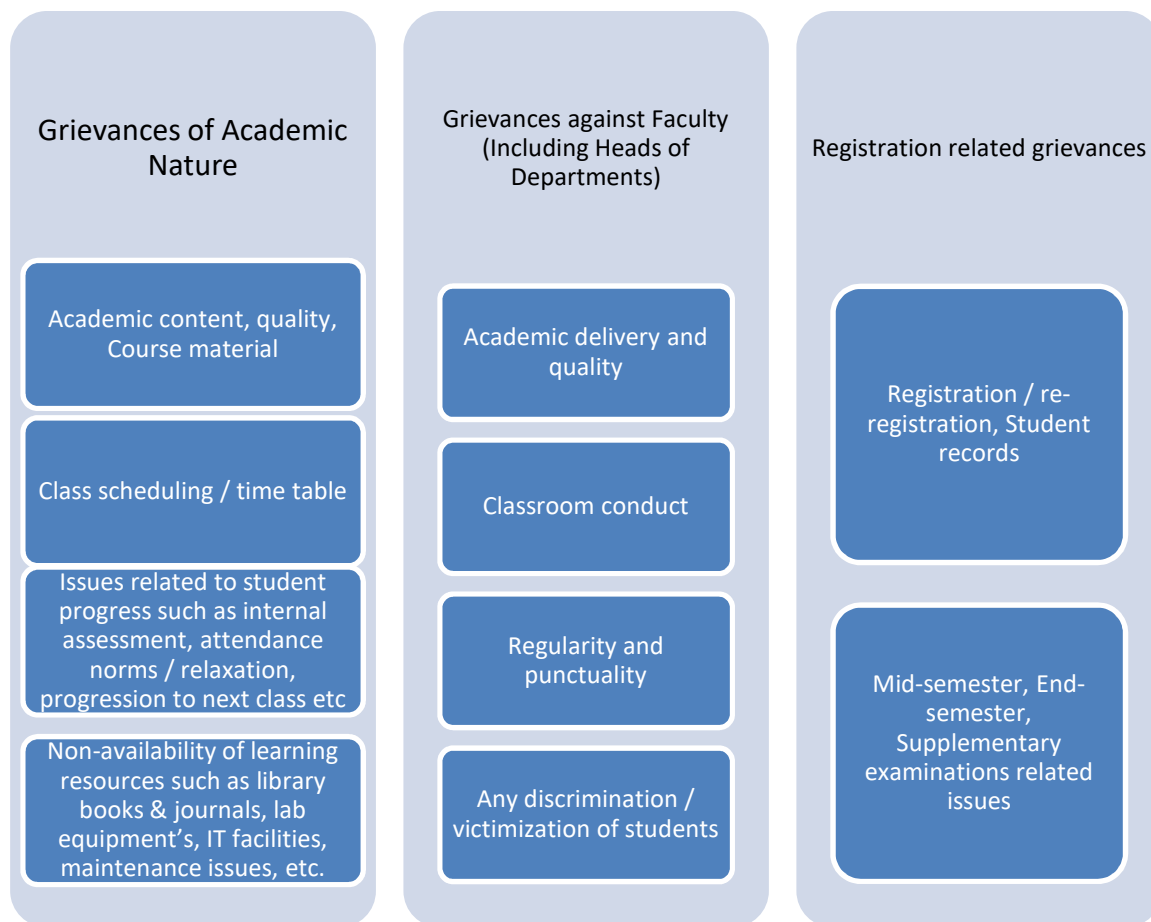 Grievances of Academic
Nature
Academic content, quality,
Course material
Class scheduling / time table
Issues related to student
progress such as internal
assessment, attendance
norms / relaxation,
progression to next class etc
Non-availability of learning
resources such as library
books & journals, lab
equipment’s, IT facilities,
maintenance issues, etc.
Grievances against Faculty
(Including Heads of
Departments)
Academic delivery and
quality
Classroom conduct
Regularity and
punctuality
Any discrimination /
victimization of students
Registration related grievances
Registration / re-
registration, Student
records
Mid-semester, End-
semester,
Supplementary
examinations related
issues